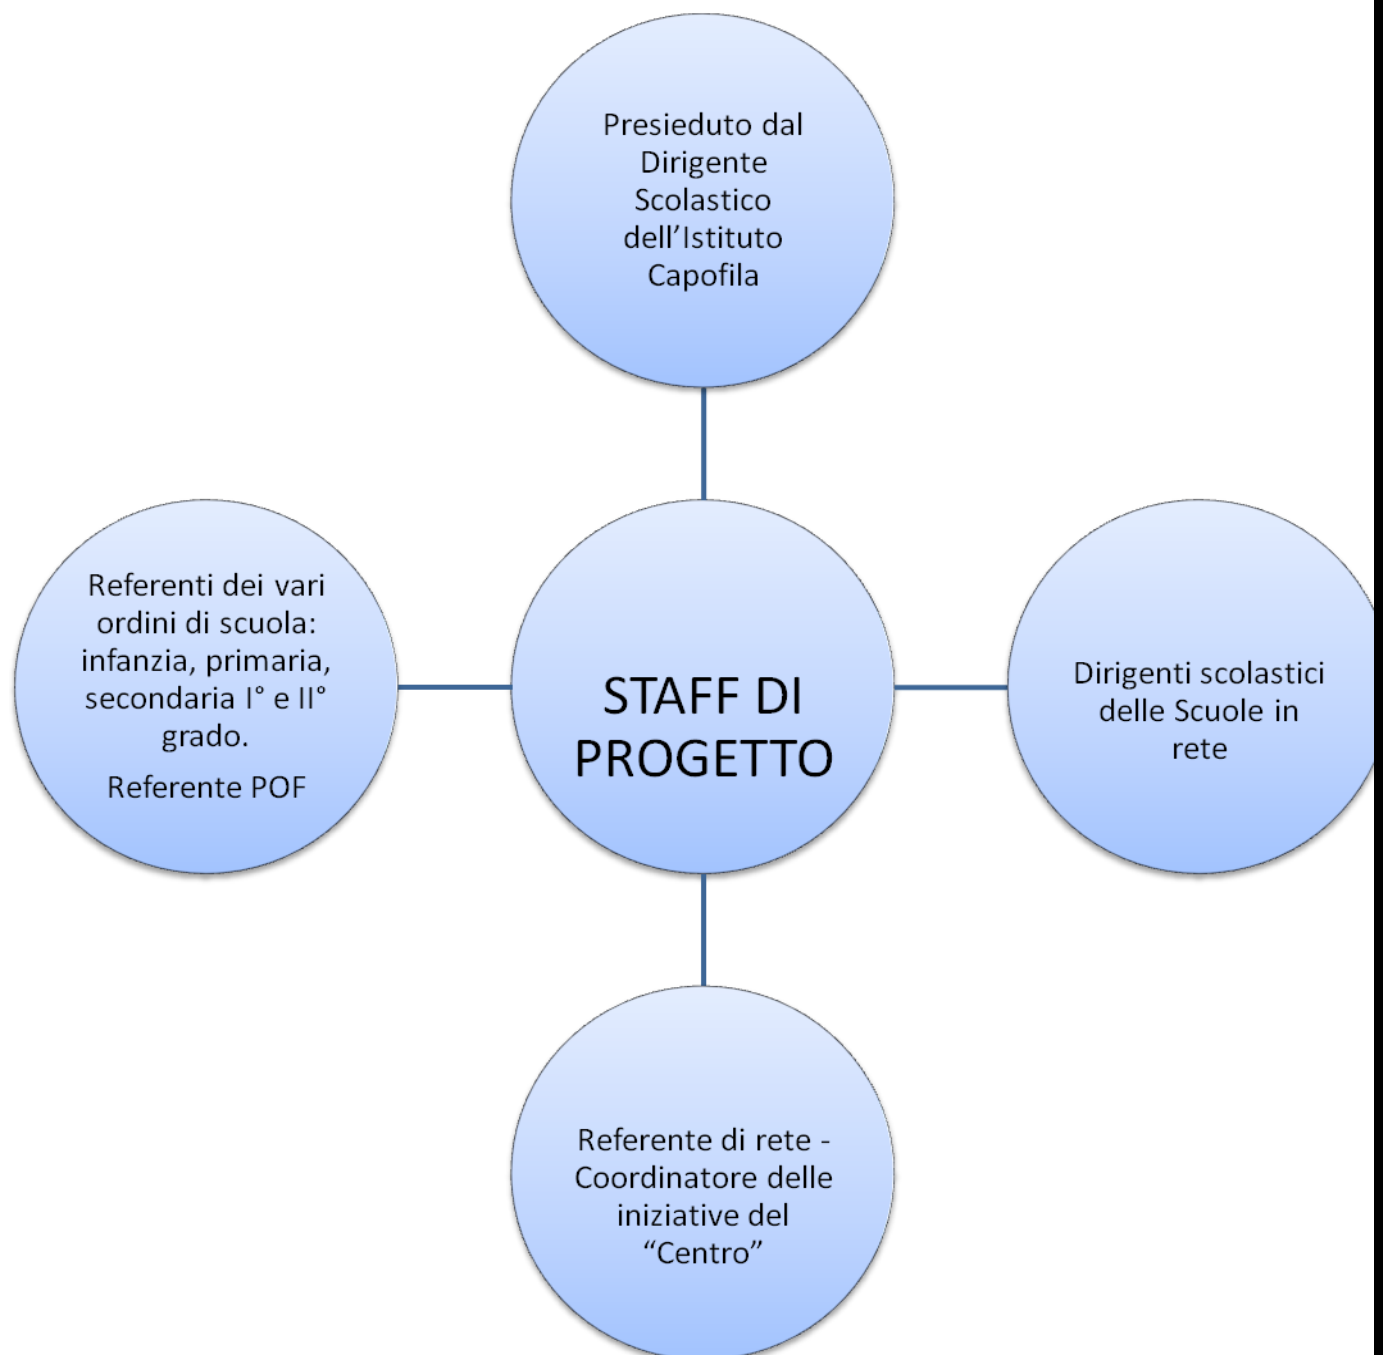 Presieduto dal
Dirigente
Scolastico
dell’Istituto
Capofila
Referenti dei vari
ordini di scuola:
infanzia, primaria,
secondaria I° e II°
grado.
Referente POF
STAFF DI
PROGETTO
Dirigenti scolastici
delle Scuole in
rete
Referente di rete -
Coordinatore delle
iniziative del
“Centro”